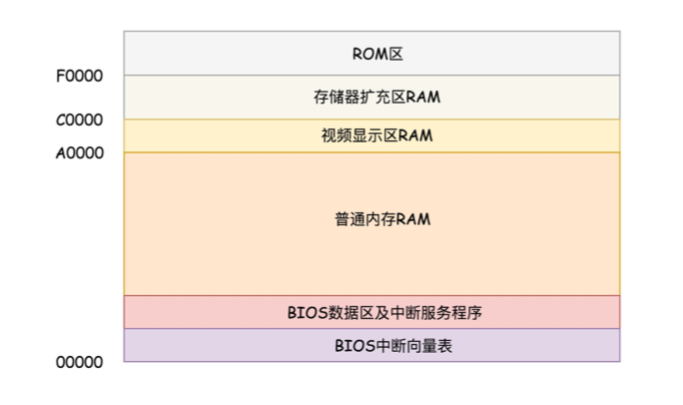 ROM区
F0000
存储器扩充区RAM
C0000
视频显示区RAM
A0000
普通内存RAM
BIOS数据区及中断服务程序
BIOS中断向量表
00000